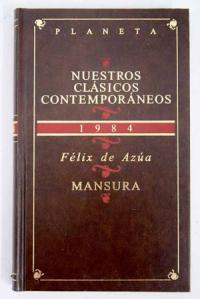 PLANETA
NUESTROS
CLÁSICOS
CONTEMPORÁNEOS
1984
Félix de Azúa
MANSURA